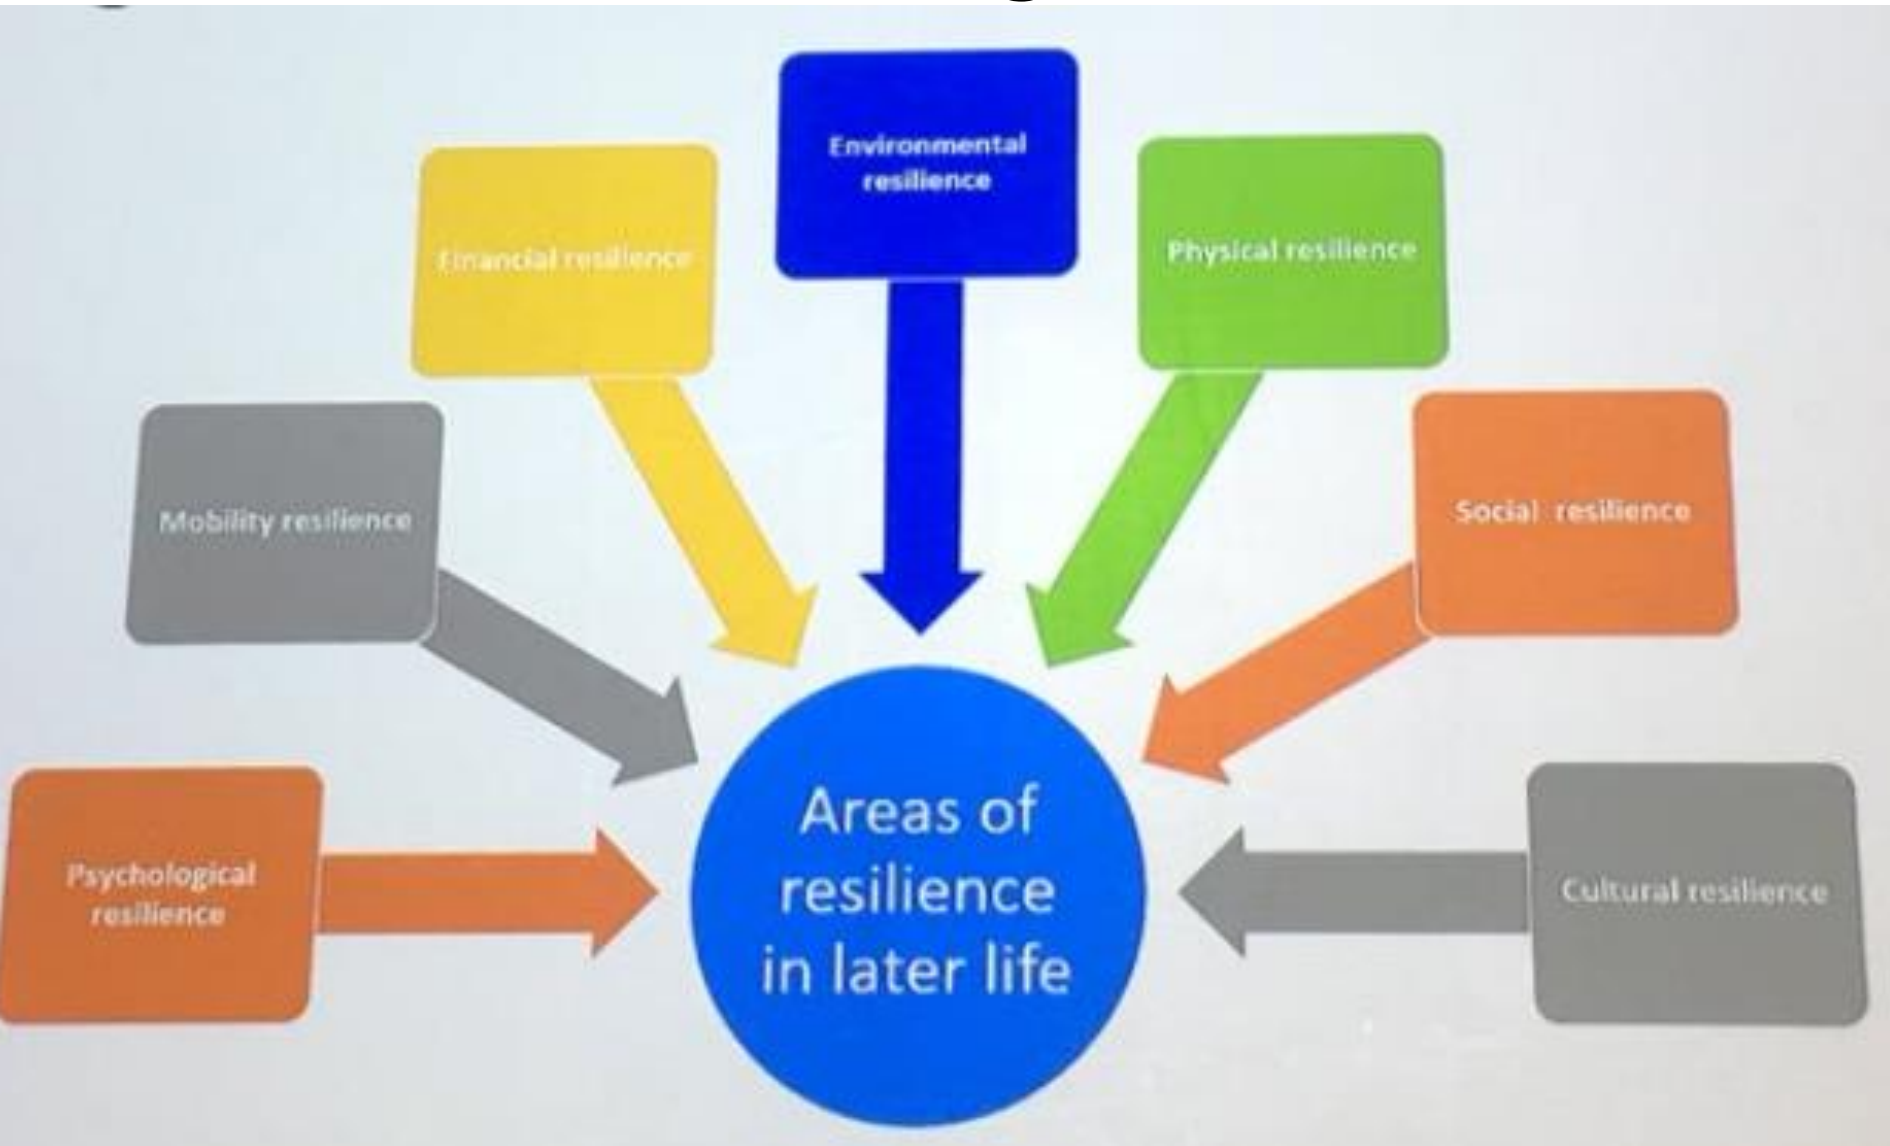 Environmental
resilience
Financial resilience
Physical resilience
Mobility resilience
Social resilience
Psychological
resilience
Cultural resilience
Areas of
resilience
in later life